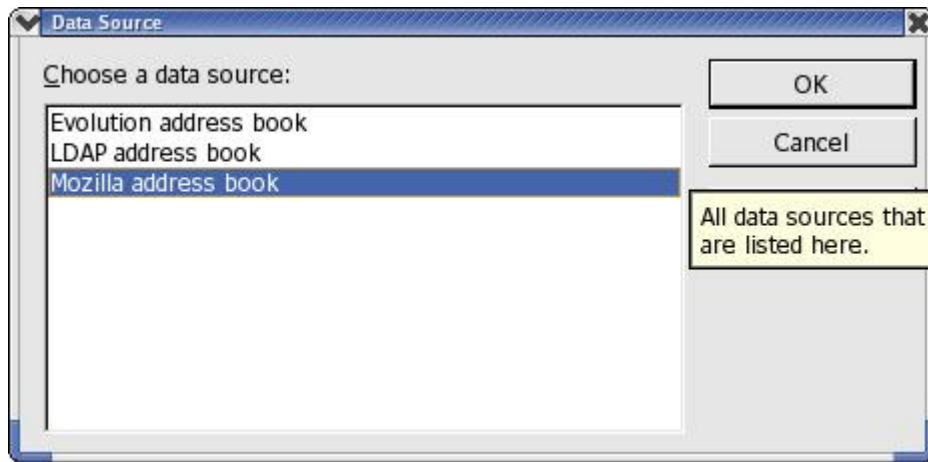 Data Source
Choose a data source:
Evolution address book
LDAP address book
Mozilla address book
OK
Cancel
All data sources that
are listed here.